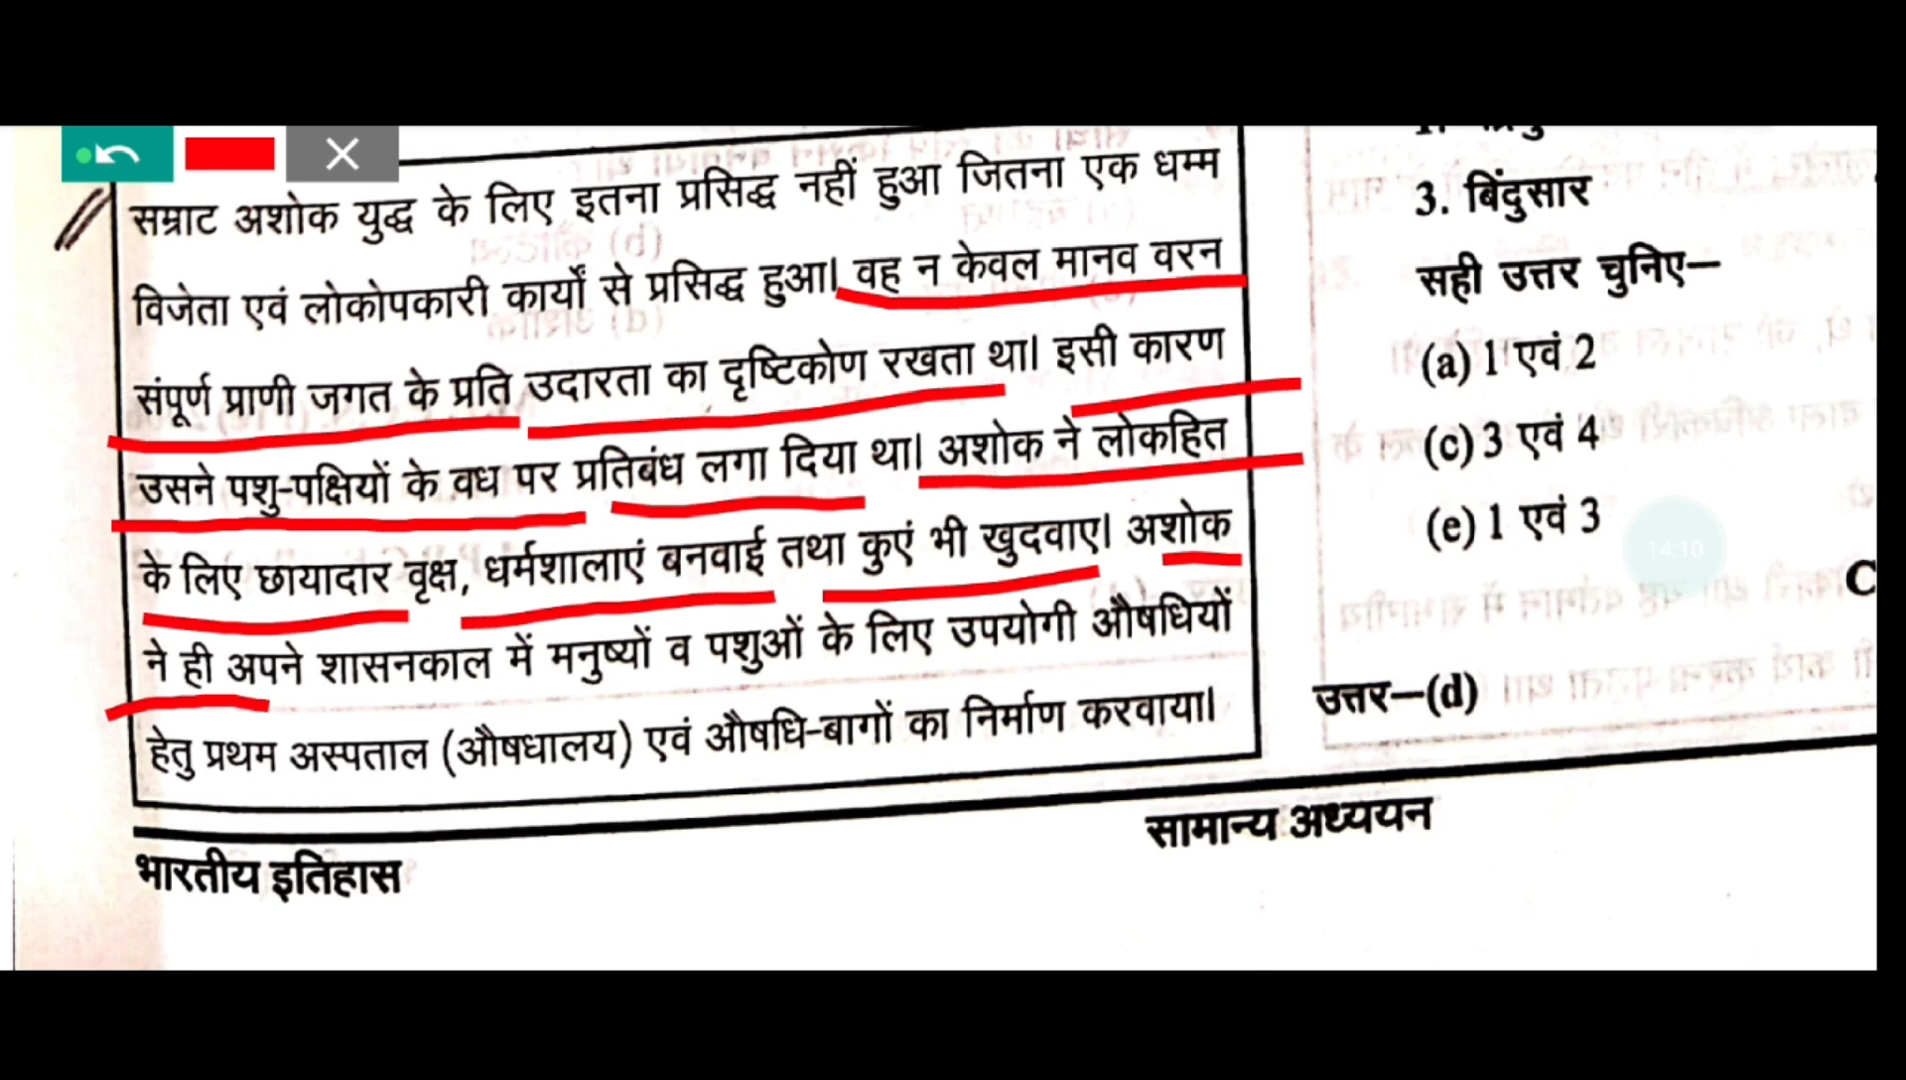 सम्राट अशोक युद्ध के लिए इतना प्रसिद्ध नहीं हुआ जितना एक धम्म
विजेता एवं लोकोपकारी कार्यों से प्रसिद्ध हुआ। वह न केवल मानव वरन
संपूर्ण प्राणी जगत के प्रति उदारता का दृष्टिकोण रखता था। इसी कारण
उसने पशु-पक्षियों के वध पर प्रतिबंध लगा दिया था। अशोक ने लोकहित
के लिए छायादार वृक्ष, धर्मशालाएं बनवाई तथा कुएं भी खुदवाए। अशोक
ने ही अपने शासनकाल में मनुष्यों व पशुओं के लिए उपयोगी औषधियों
हेतु प्रथम अस्पताल (औषधालय) एवं औषधि-बागों का निर्माण करवाया।
भारतीय इतिहास
सामान्य अध्ययन
3. बिंदुसार
सही उत्तर चुनिए–
(a) 1 एवं 2
(c) 3 एवं 4
(e) 1 एवं 3
14:10
उत्तर–(d)